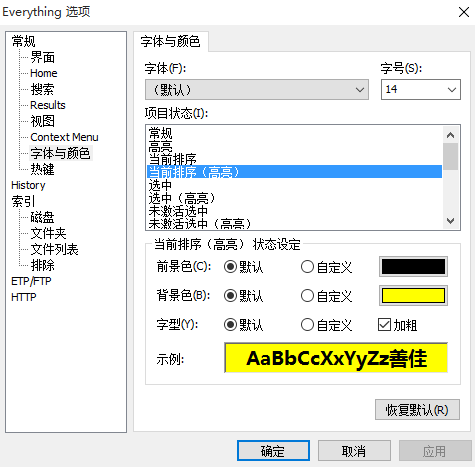 Everything 选项
常规
界面
Home
搜索
Results
视图
Context Menu
字体与颜色
热键
History
索引
磁盘
文件夹
文件列表
排除
ETP/FTP
HTTP
字体与颜色
字体(F): 字号(S):
（默认） 14
项目状态(I):
常规
高亮
当前排序
当前排序（高亮）
选中
选中（高亮）
未激活选中
未激活选中（高亮）
当前排序（高亮）状态设定
前景色(C): 默认 自定义
背景色(B): 默认 自定义
字型(Y): 默认 自定义 加粗
示例: AaBbCcXxYyZz善佳
恢复默认(R)
确定 取消 应用